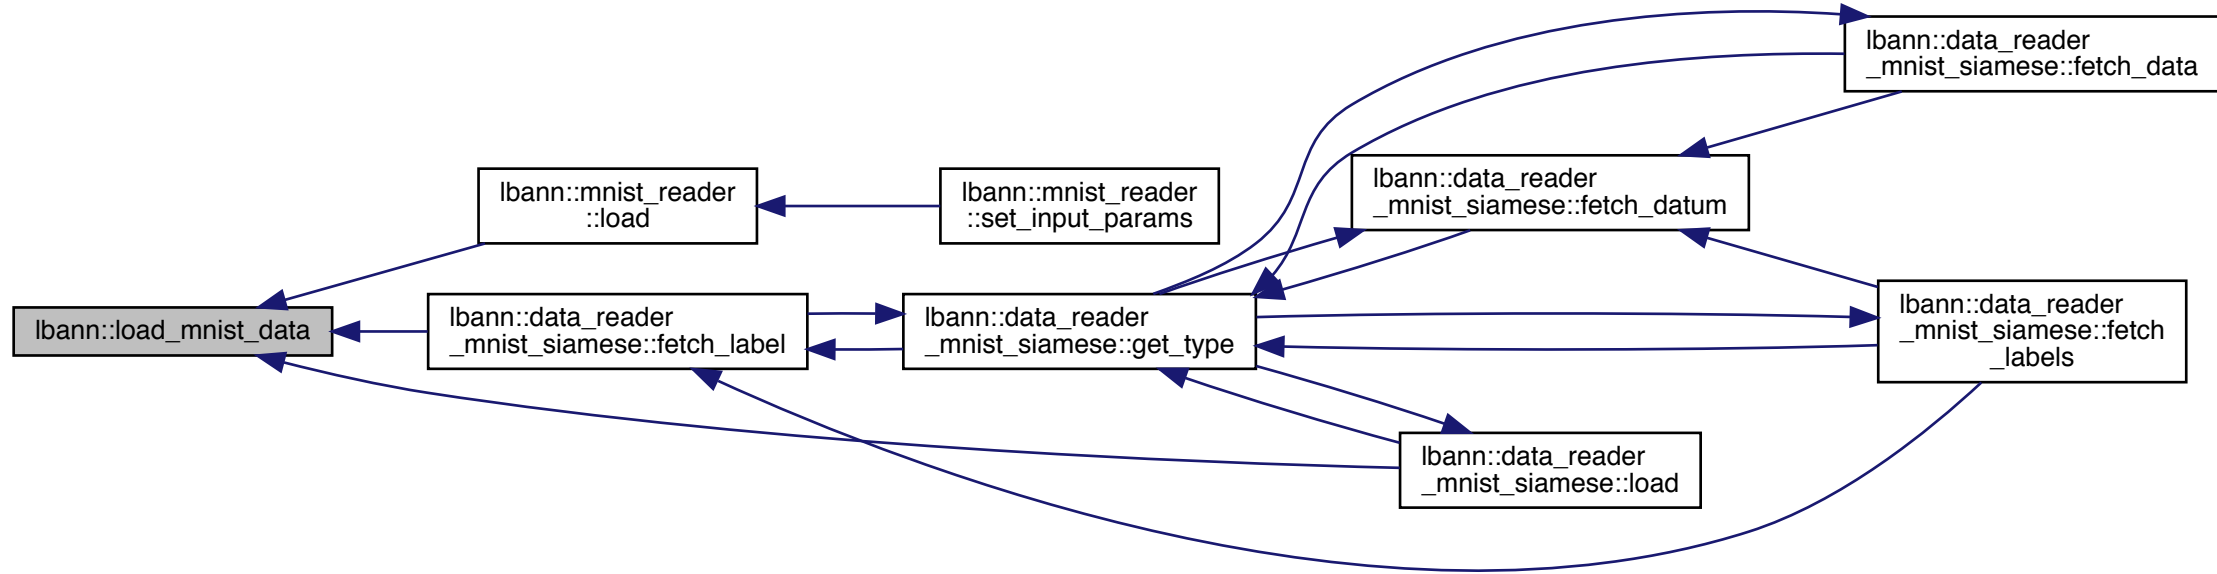 lbann::data_reader
_mnist_siamese::fetch_data
lbann::mnist_reader
::load
lbann::mnist_reader
::set_input_params
lbann::data_reader
_mnist_siamese::fetch_datum
lbann::load_mnist_data
lbann::data_reader
_mnist_siamese::fetch_label
lbann::data_reader
_mnist_siamese::get_type
lbann::data_reader
_mnist_siamese::fetch
_labels
lbann::data_reader
_mnist_siamese::load